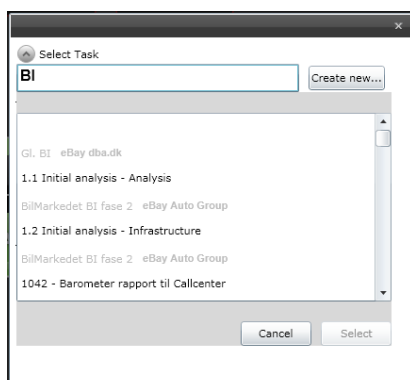 Select Task
BI
Create new...
Gl. BI eBay dba.dk
1.1 Initial analysis - Analysis
BilMarkedet BI fase 2 eBay Auto Group
1.2 Initial analysis - Infrastructure
BilMarkedet BI fase 2 eBay Auto Group
1042 - Barometer rapport til Callcenter
Cancel Select